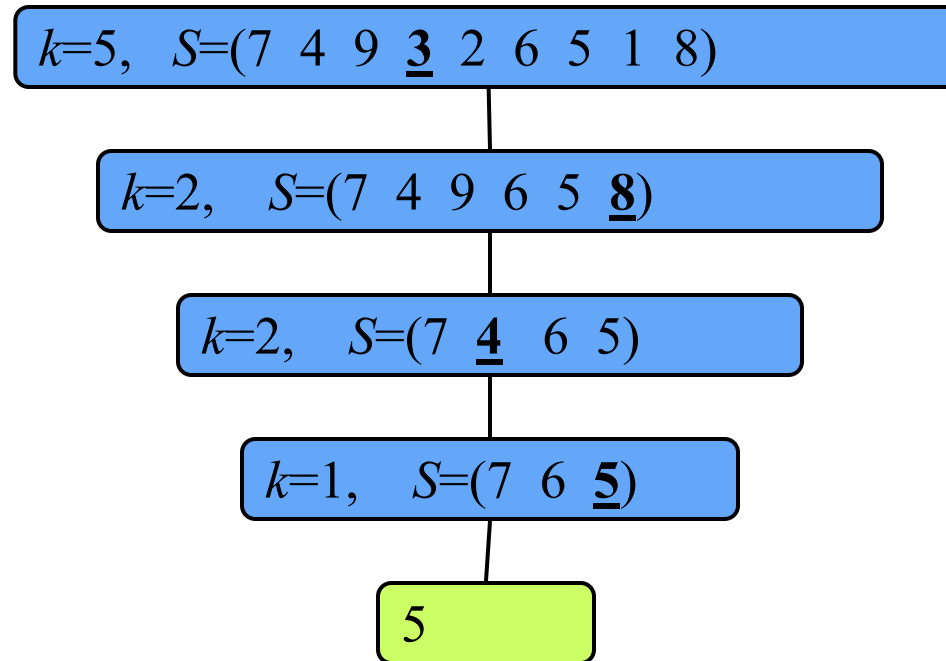 k=5, S=(7 4 9 3 2 6 5 1 8)
k=2, S=(7 4 9 6 5 8)
k=2, S=(7 4 6 5)
k=1, S=(7 6 5)
5